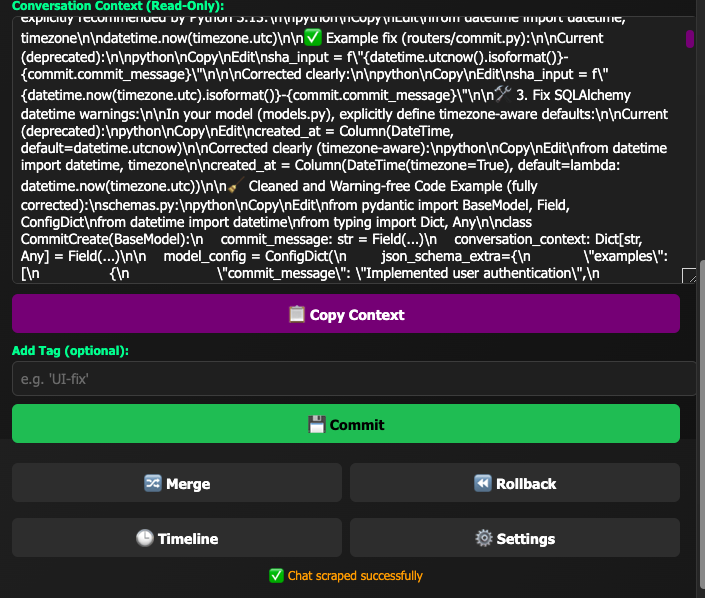 Conversation Context (Read-Only):
explicitly recommended by Python 3.13:\n\npython\nCopy\nEdit\nfrom datetime import datetime,
timezone\n\ndatetime.now(timezone.utc)\n\n✅ Example fix (routers/commit.py):\n\nCurrent
(deprecated):\n\npython\nCopy\nEdit\nsha_input = f\"{datetime.utcnow().isoformat()}-
{commit.commit_message}\"\n\n\nCorrected clearly:\n\npython\nCopy\nEdit\nsha_input = f\"
{datetime.now(timezone.utc).isoformat()}-{commit.commit_message}\"\n\n🛠️ 3. Fix SQLAlchemy
datetime warnings:\n\nIn your model (models.py), explicitly define timezone-aware defaults:\n\nCurrent
(deprecated):\npython\nCopy\nEdit\ncreated_at = Column(DateTime,
default=datetime.utcnow)\n\nCorrected clearly (timezone-aware):\npython\nCopy\nEdit\nfrom datetime
import datetime, timezone\n\ncreated_at = Column(DateTime(timezone=True), default=lambda:
datetime.now(timezone.utc))\n\n🧹 Cleaned and Warning-free Code Example (fully
corrected):\nschemas.py:\npython\nCopy\nEdit\nfrom pydantic import BaseModel, Field,
ConfigDict\nfrom datetime import datetime\nfrom typing import Dict, Any\n\nclass
CommitCreate(BaseModel):\n    commit_message: str = Field(...)\n    conversation_context: Dict[str,
Any] = Field(...)\n\n    model_config = ConfigDict(\n        json_schema_extra={\n            \"examples\":
[\n                {\n                    \"commit_message\": \"Implemented user authentication\",\n
📋 Copy Context
Add Tag (optional):
e.g. 'UI-fix'
💾 Commit
🔀 Merge
⏪ Rollback
🕒 Timeline
⚙️ Settings
✅ Chat scraped successfully